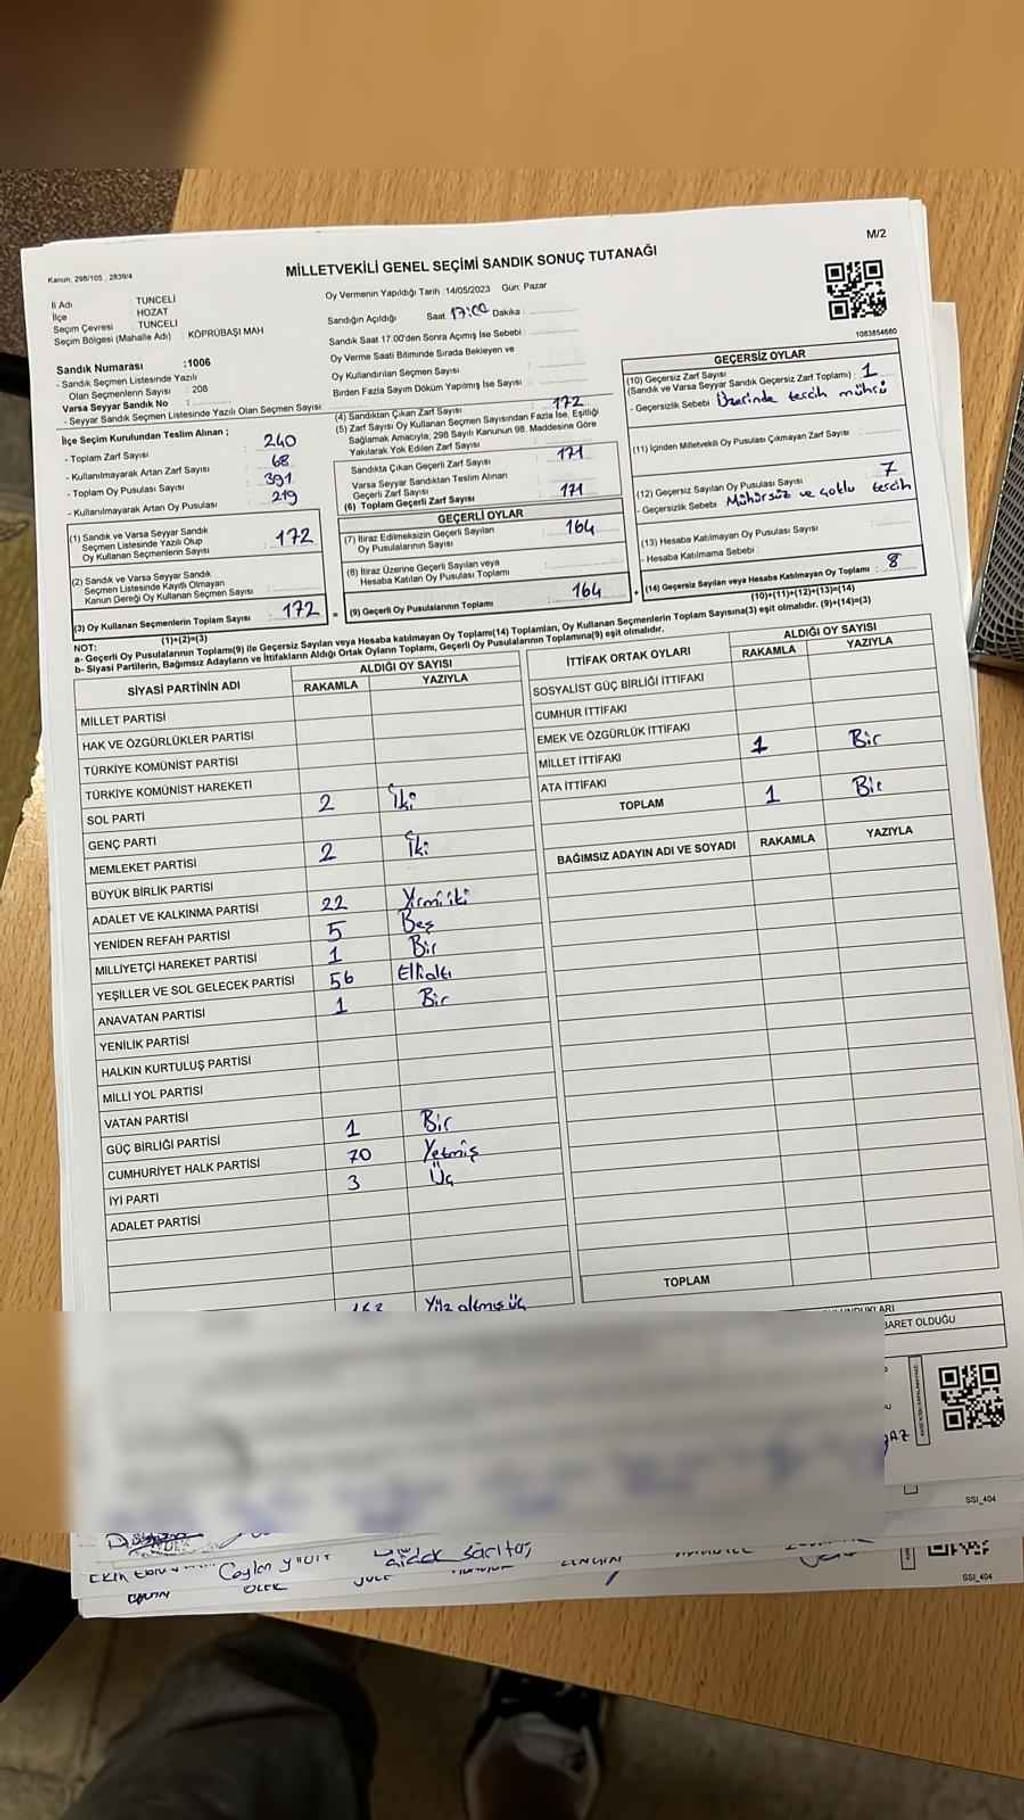 M/2
Kanun: 298/105 , 2839/4
MİLLETVEKİLİ GENEL SEÇİMİ SANDIK SONUÇ TUTANAĞI
İl Adı : TUNCELİ
İlçe HOZAT
Seçim Çevresi : TUNCELİ
Seçim Bölgesi (Mahalle Adı) : KÖPRÜBAŞI MAH
Oy Vermenin Yapıldığı Tarih : 14/05/2023 Gün: Pazar
Sandığın Açıldığı Saat 17:00 Dakika :
Sandık Saat 17.00'den Sonra Açımış İse Sebebi :
Oy Verme Saati Bitiminde Sırada Bekleyen ve
Oy Kullandırılan Seçmen Sayısı
Birden Fazla Sayım Döküm Yapılmış İse Sayısı
1083854660
Sandık Numarası :1006
- Sandık Seçmen Listesinde Yazılı
Olan Seçmenlerin Sayısı : 208
Varsa Seyyar Sandık No :
- Seyyar Sandık Seçmen Listesinde Yazılı Olan Seçmen Sayısı :
İlçe Seçim Kurulundan Teslim Alınan ;
- Toplam Zarf Sayısı : 240
- Kullanılmayarak Artan Zarf Sayısı 68
- Toplam Oy Pusulası Sayısı 391
- Kullanılmayarak Artan Oy Pusulası 219
(1) Sandık ve Varsa Seyyar Sandık
Seçmen Listesinde Yazılı Olup
Oy Kullanan Seçmenlerin Sayısı : 172
(2) Sandık ve Varsa Seyyar Sandık
Seçmen Listesinde Kayıtlı Olmayan
Kanun Gereği Oy Kullanan Seçmen Sayısı :
(3) Oy Kullanan Seçmenlerin Toplam Sayısı 172
(1)+(2)=(3)
(4) Sandıktan Çıkan Zarf Sayısı : 172
(5) Zarf Sayısı Oy Kullanan Seçmen Sayısından Fazla İse, Eşitliği
Sağlamak Amacıyla, 298 Sayılı Kanunun 98. Maddesine Göre
Yakılarak Yok Edilen Zarf Sayısı
Sandıkta Çıkan Geçerli Zarf Sayısı 171
Varsa Seyyar Sandıktan Teslim Alınan
Geçerli Zarf Sayısı
(6) Toplam Geçerli Zarf Sayısı 171
GEÇERLİ OYLAR
(7) İtiraz Edilmeksizin Geçerli Sayılan
Oy Pusulalarının Sayısı 164
(8) İtiraz Üzerine Geçerli Sayılan veya
Hesaba Katılan Oy Pusulası Toplamı
(9) Geçerli Oy Pusulalarının Toplamı 164
GEÇERSİZ OYLAR
(10) Geçersiz Zarf Sayısı
(Sandık ve Varsa Seyyar Sandık Geçersiz Zarf Toplamı) : 1
- Geçersizlik Sebebi Üzerinde tercih mührü
(11) İçinden Milletvekili Oy Pusulası Çıkmayan Zarf Sayısı
(12) Geçersiz Sayılan Oy Pusulası Sayısı 7
- Geçersizlik Sebebi Mühürsüz ve çoklu tercih
(13) Hesaba Katılmayan Oy Pusulası Sayısı
- Hesaba Katılmama Sebebi
(14) Geçersiz Sayılan veya Hesaba Katılmayan Oy Toplamı : 8
(10)+(11)+(12)+(13)=(14)
NOT:
a- Geçerli Oy Pusulalarının Toplamı(9) ile Geçersiz Sayılan veya Hesaba katılmayan Oy Toplamı(14) Toplamları, Oy Kullanan Seçmenlerin Toplam Sayısına(3) eşit olmalıdır. (9)+(14)=(3)
b- Siyasi Partilerin, Bağımsız Adayların ve İttifakların Aldığı Ortak Oyların Toplamı, Geçerli Oy Pusulalarının Toplamına(9) eşit olmalıdır.
SİYASİ PARTİNİN ADI
ALDIĞI OY SAYISI
RAKAMLA YAZIYLA
MİLLET PARTİSİ
HAK VE ÖZGÜRLÜKLER PARTİSİ
TÜRKİYE KOMÜNİST PARTİSİ
TÜRKİYE KOMÜNİST HAREKETİ
SOL PARTİ 2 İki
GENÇ PARTİ
MEMLEKET PARTİSİ 2 İki
BÜYÜK BİRLİK PARTİSİ
ADALET VE KALKINMA PARTİSİ 22 Yirmiiki
YENİDEN REFAH PARTİSİ 5 Beş
MİLLİYETÇİ HAREKET PARTİSİ 1 Bir
YEŞİLLER VE SOL GELECEK PARTİSİ 56 Ellialtı
ANAVATAN PARTİSİ 1 Bir
YENİLİK PARTİSİ
HALKIN KURTULUŞ PARTİSİ
MİLLİ YOL PARTİSİ
VATAN PARTİSİ
GÜÇ BİRLİĞİ PARTİSİ 1 Bir
CUMHURİYET HALK PARTİSİ 70 Yetmiş
İYİ PARTİ 3 Üç
ADALET PARTİSİ
163 Yüz altmış üç
İTTİFAK ORTAK OYLARI
ALDIĞI OY SAYISI
RAKAMLA YAZIYLA
SOSYALİST GÜÇ BİRLİĞİ İTTİFAKI
CUMHUR İTTİFAKI
EMEK VE ÖZGÜRLÜK İTTİFAKI
MİLLET İTTİFAKI 1 Bir
ATA İTTİFAKI
TOPLAM 1 Bir
BAĞIMSIZ ADAYIN ADI VE SOYADI RAKAMLA YAZIYLA
TOPLAM
BARET OLDUĞU
SSI_404
Ceylan
SSI_404